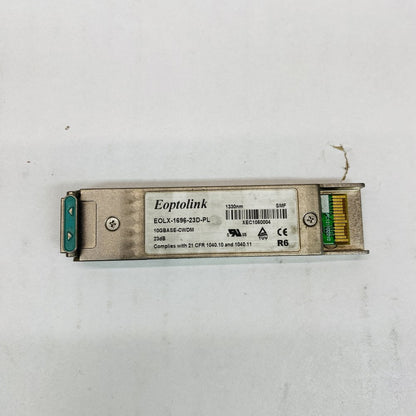 Eoptolink
EOLX-1696-23D-PL
10GBASE-CWDM
23dB
Complies with 21 CFR 1040.10 and 1040.11
1330nm SMF
XEC1060004
R6